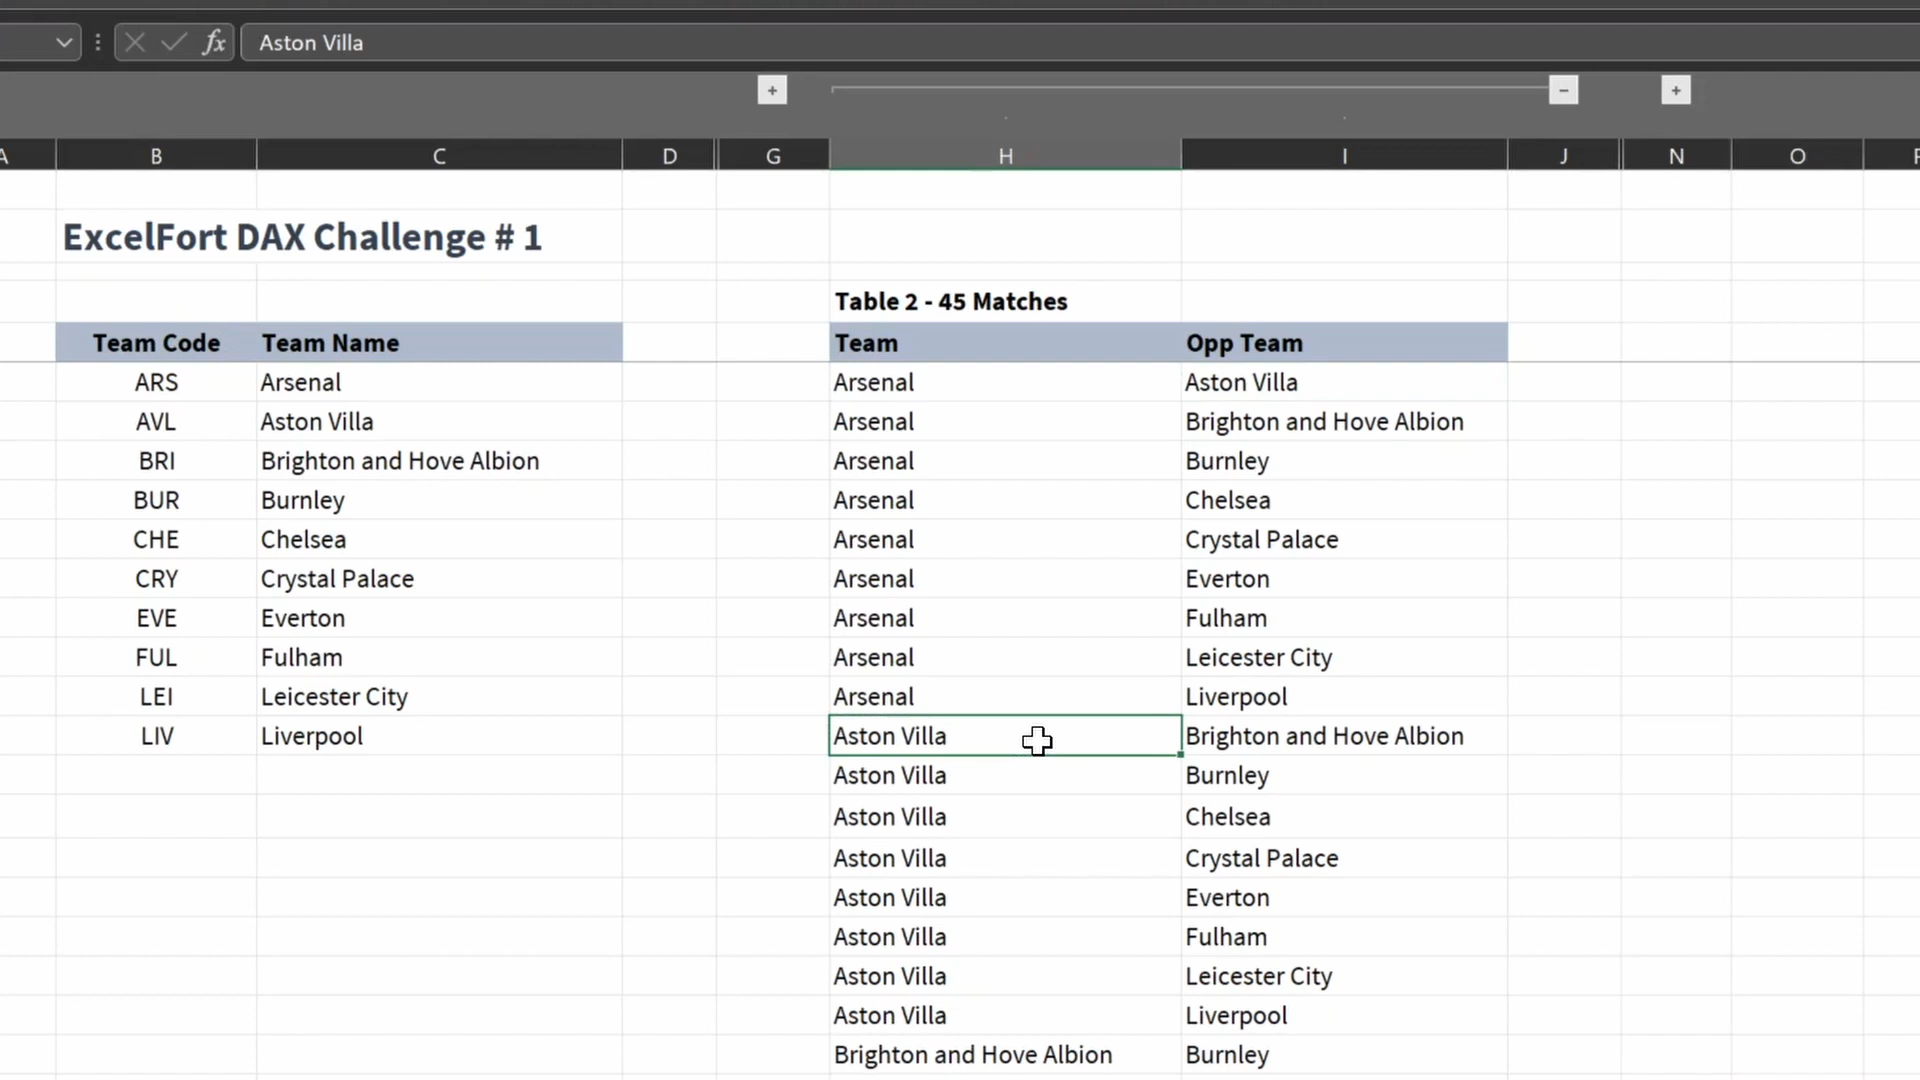 fx Aston Villa
A B C D G H I J N O
ExcelFort DAX Challenge # 1
Table 2 - 45 Matches
Team Code Team Name Team Opp Team
ARS Arsenal Arsenal Aston Villa
AVL Aston Villa Arsenal Brighton and Hove Albion
BRI Brighton and Hove Albion Arsenal Burnley
BUR Burnley Arsenal Chelsea
CHE Chelsea Arsenal Crystal Palace
CRY Crystal Palace Arsenal Everton
EVE Everton Arsenal Fulham
FUL Fulham Arsenal Leicester City
LEI Leicester City Arsenal Liverpool
LIV Liverpool Aston Villa Brighton and Hove Albion
Aston Villa Burnley
Aston Villa Chelsea
Aston Villa Crystal Palace
Aston Villa Everton
Aston Villa Fulham
Aston Villa Leicester City
Aston Villa Liverpool
Brighton and Hove Albion Burnley